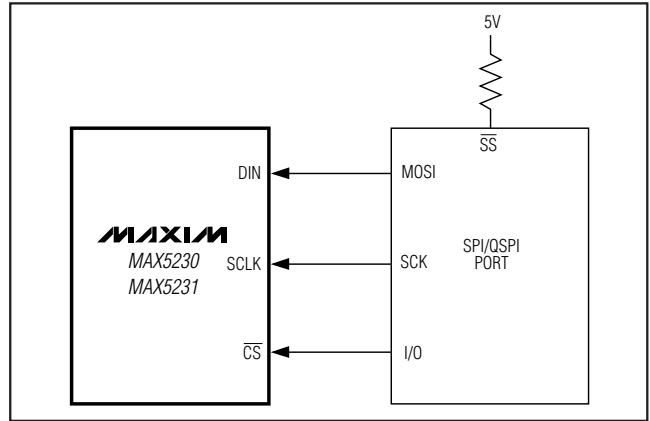 5V
SS
DIN
MOSI
MAXIM
MAX5230
MAX5231
SCLK
SCK
SPI/QSPI
PORT
CS
I/O